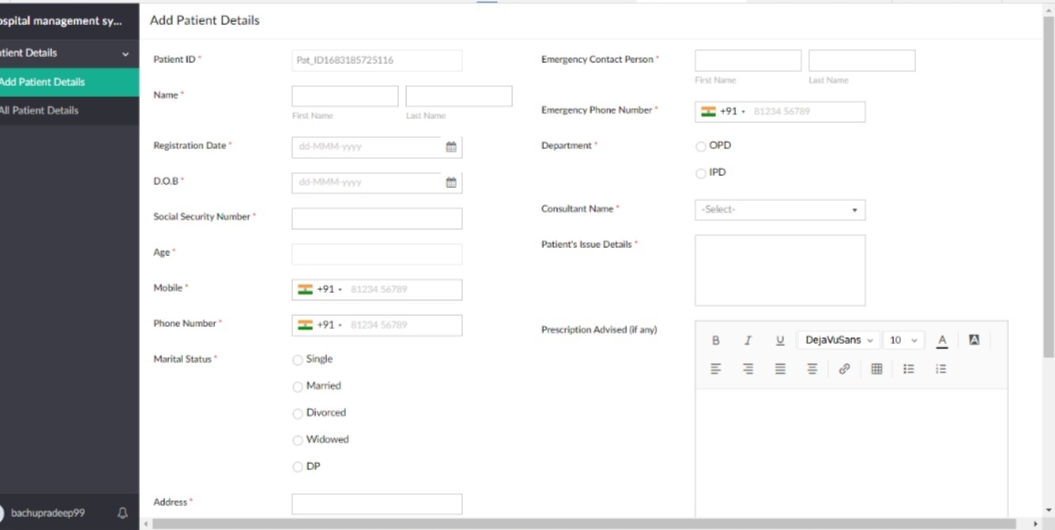 ospital management sy...
tient Details
Add Patient Details
All Patient Details
bachupradeep99
Add Patient Details
Patient ID *
Pat_ID1683185725116
Name *
First Name Last Name
Registration Date *
dd-MMM-yyyy
D.O.B *
dd-MMM-yyyy
Social Security Number *
Age *
Mobile *
+91 81234 56789
Phone Number *
+91 81234 56789
Marital Status *
Single
Married
Divorced
Widowed
DP
Address *
Emergency Contact Person *
First Name Last Name
Emergency Phone Number *
+91 81234 56789
Department *
OPD
IPD
Consultant Name *
-Select-
Patient's Issue Details *
Prescription Advised (if any)
B I U DejaVuSans 10 A A